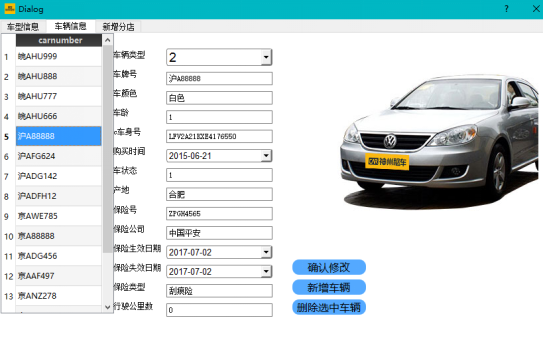 Dialog
车型信息 车辆信息 新增分店
carnumber
1 皖AHU999
2 皖AHU888
3 皖AHU777
4 皖AHU666
5 沪A88888
6 沪AFG624
7 沪ADG142
8 沪ADFH12
9 京AWE785
10 京A88888
11 京ADG456
12 京AAF497
13 京ANZ278
车辆类型 2
车牌号 沪A88888
车颜色 白色
车龄 1
车身号 LFV2A21EXE4176550
购买时间 2015-06-21
车状态 1
产地 合肥
保险号 ZFGH4565
保险公司 中国平安
保险生效日期 2017-07-02
保险失效日期 2017-07-02
保险类型 刮痕险
行驶公里数 0
神州租车
确认修改
新增车辆
删除选中车辆